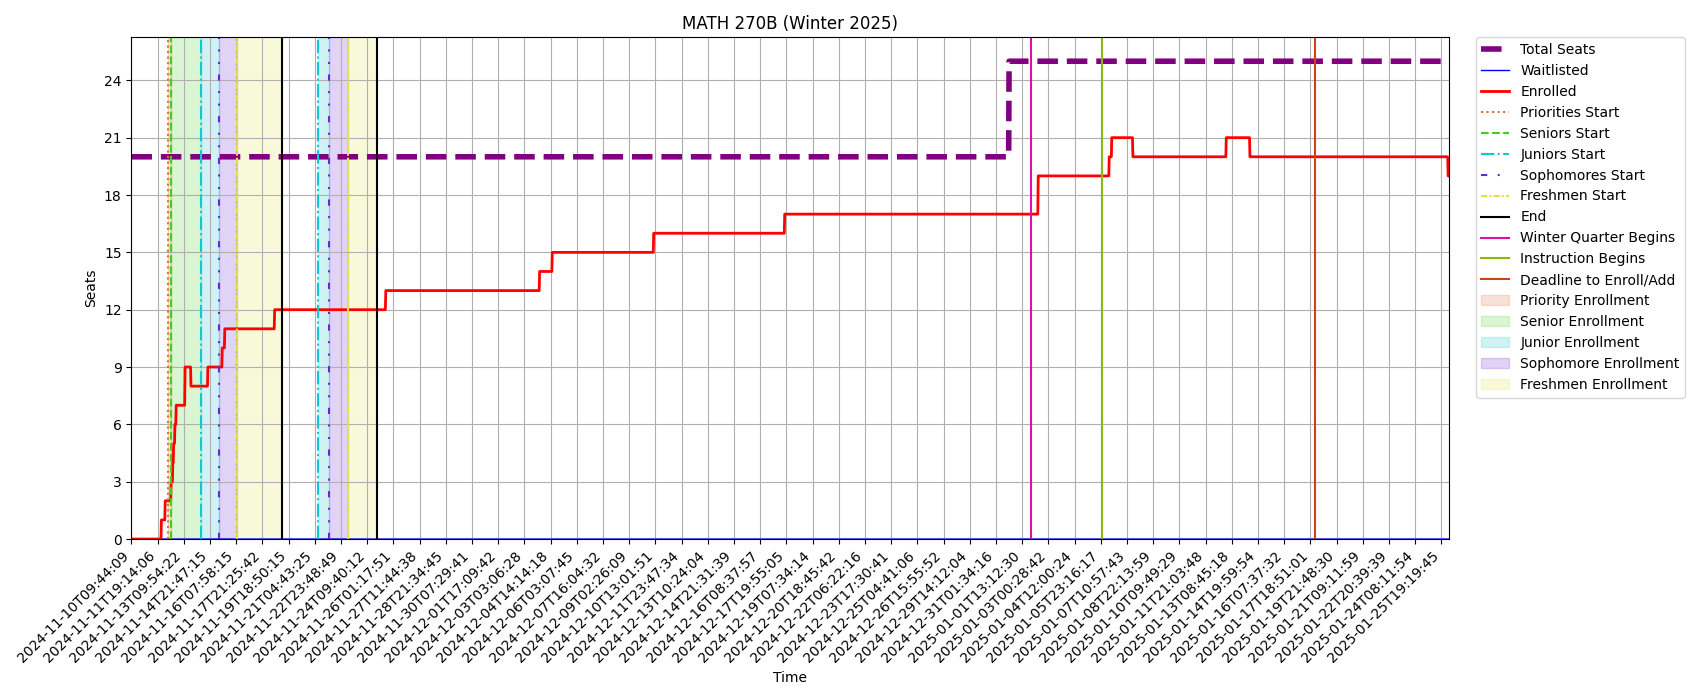 MATH 270B (Winter 2025)
Seats
24
21
18
15
12
9
6
3
0
2024-11-10T09:44:09
2024-11-11T19:14:06
2024-11-13T09:54:22
2024-11-14T21:47:15
2024-11-16T07:58:15
2024-11-17T21:25:42
2024-11-19T18:50:15
2024-11-21T04:43:25
2024-11-22T23:48:49
2024-11-24T09:40:12
2024-11-26T01:17:51
2024-11-27T11:44:38
2024-11-28T21:34:45
2024-11-30T07:29:41
2024-12-01T17:09:42
2024-12-03T03:06:28
2024-12-04T14:14:18
2024-12-06T03:07:45
2024-12-07T16:04:32
2024-12-09T02:26:09
2024-12-10T13:01:51
2024-12-11T23:47:34
2024-12-13T10:24:04
2024-12-14T21:31:39
2024-12-16T08:37:57
2024-12-17T19:55:05
2024-12-19T07:34:14
2024-12-20T18:45:42
2024-12-22T06:22:16
2024-12-23T17:30:41
2024-12-25T04:41:06
2024-12-26T15:55:52
2024-12-29T14:12:04
2024-12-31T01:34:16
2025-01-01T13:12:30
2025-01-03T00:28:42
2025-01-04T12:00:24
2025-01-05T23:16:17
2025-01-07T10:57:43
2025-01-08T22:13:59
2025-01-10T09:49:29
2025-01-11T21:03:48
2025-01-13T08:45:18
2025-01-14T19:59:54
2025-01-16T07:37:32
2025-01-17T18:51:01
2025-01-19T21:48:30
2025-01-21T09:11:59
2025-01-22T20:39:39
2025-01-24T08:11:54
2025-01-25T19:19:45
Time
Total Seats
Waitlisted
Enrolled
Priorities Start
Seniors Start
Juniors Start
Sophomores Start
Freshmen Start
End
Winter Quarter Begins
Instruction Begins
Deadline to Enroll/Add
Priority Enrollment
Senior Enrollment
Junior Enrollment
Sophomore Enrollment
Freshmen Enrollment